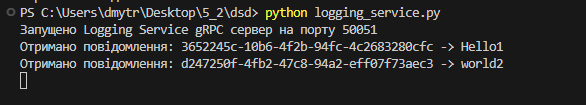 PS C:\Users\dmytr\Desktop\5_2\dsd> python logging_service.py
Запущено Logging Service gRPC сервер на порту 50051
Отримано повідомлення: 3652245c-10b6-4f2b-94fc-4c2683280cfc -> Hello1
Отримано повідомлення: d247250f-4fb2-47c8-94a2-eff07f73aec3 -> world2